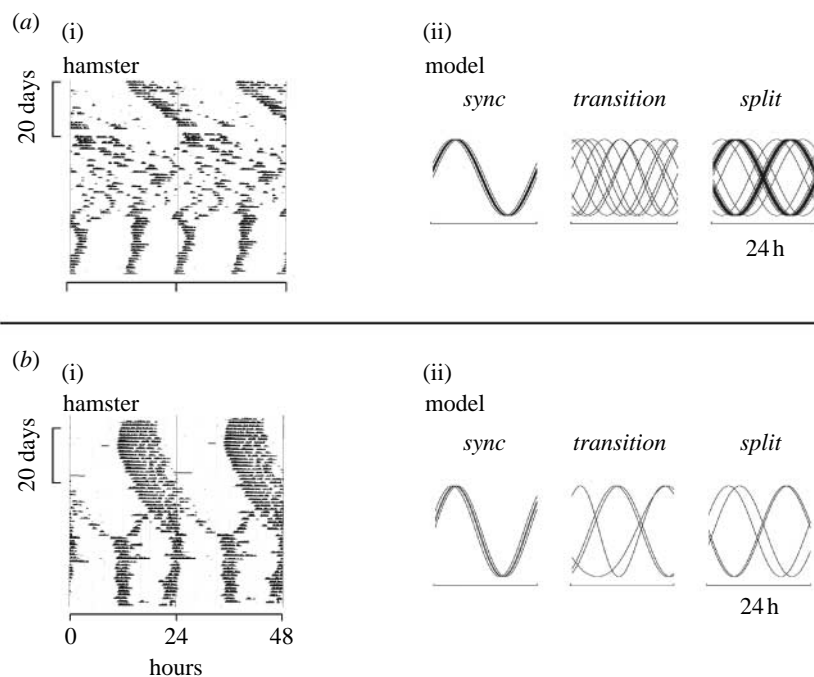 (a)
(i)
hamster
20 days
(ii)
model
sync transition split
24 h
(b)
(i)
hamster
20 days
0 24 48
hours
(ii)
model
sync transition split
24 h